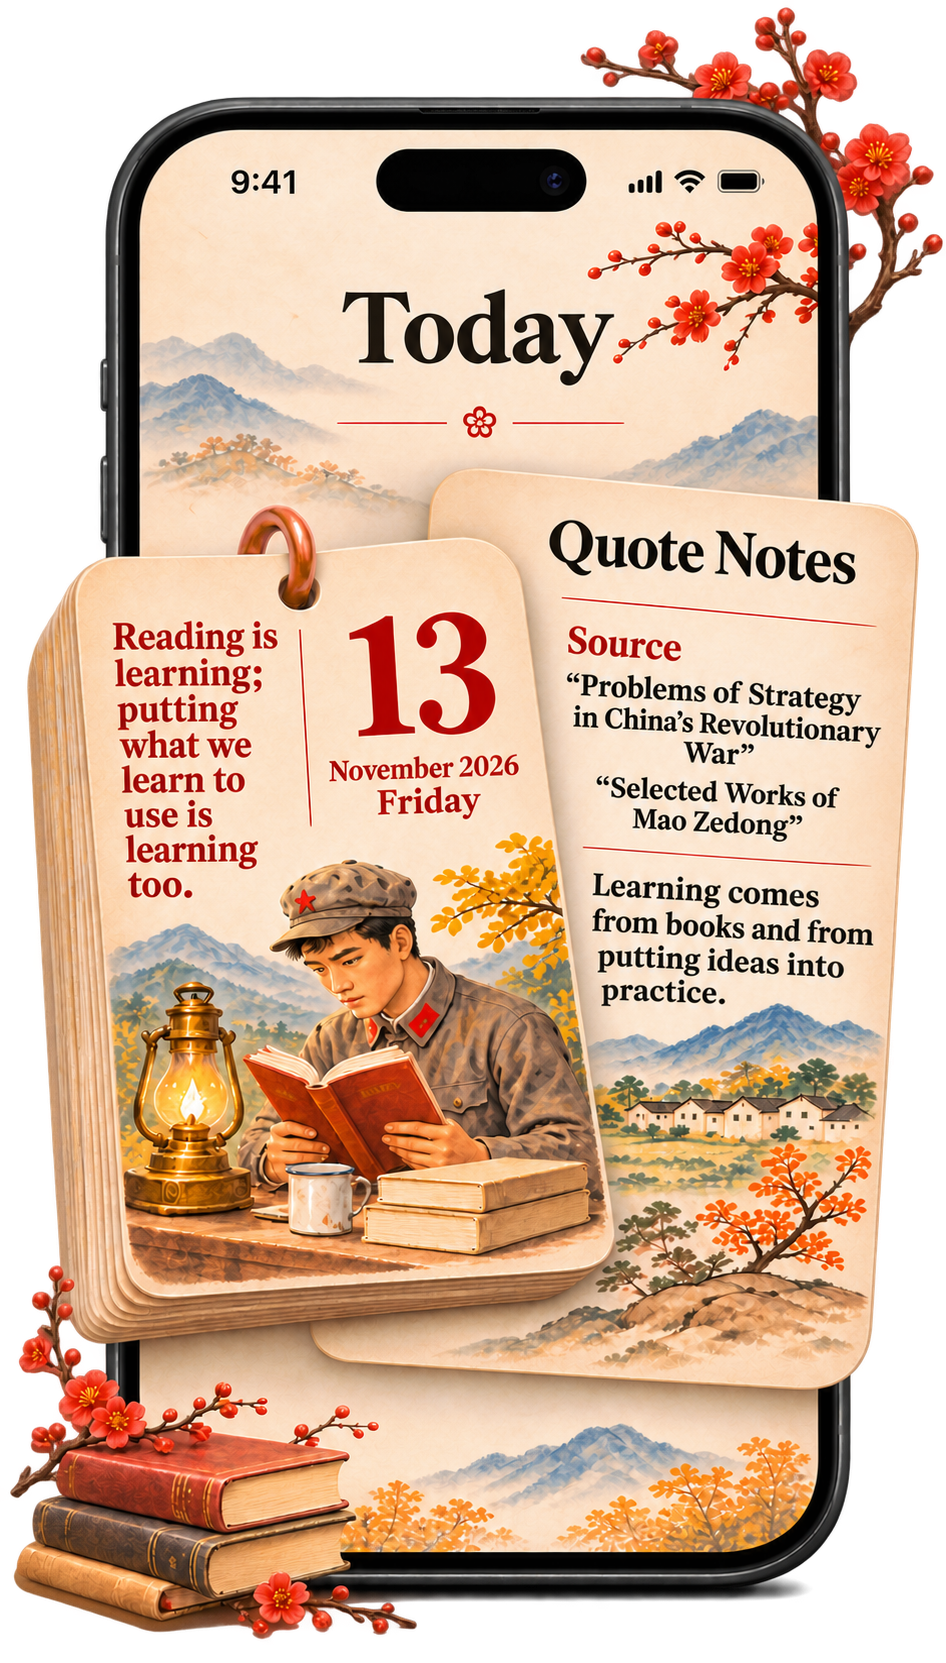 9:41
Today
Quote Notes
Source
“Problems of Strategy
in China’s Revolutionary
War”
“Selected Works of
Mao Zedong”
Learning comes
from books and from
putting ideas into
practice.
Reading is
learning;
putting
what we
learn to
use is
learning
too.
13
November 2026
Friday